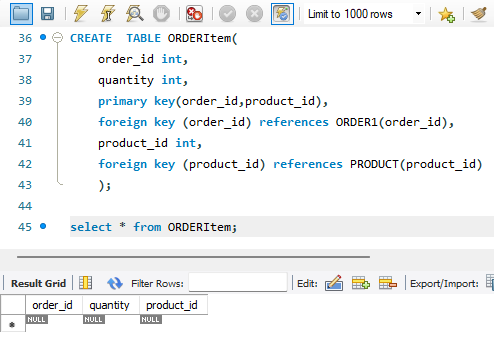 Limit to 1000 rows
36 CREATE TABLE ORDERItem(
37 order_id int,
38 quantity int,
39 primary key(order_id,product_id),
40 foreign key (order_id) references ORDER1(order_id),
41 product_id int,
42 foreign key (product_id) references PRODUCT(product_id)
43 );
44
45 select * from ORDERItem;
Result Grid Filter Rows: Edit: Export/Import:
order_id quantity product_id
NULL NULL NULL